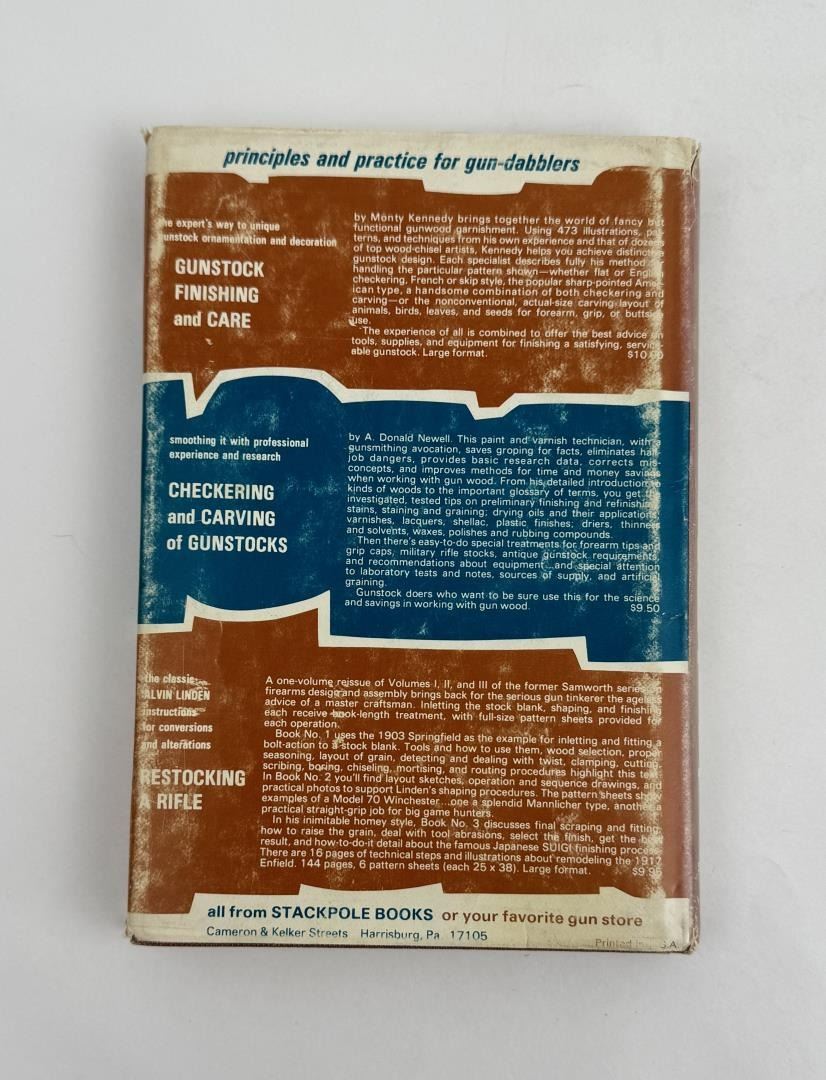 principles and practice for gun-dabblers
the expert's way to unique
gunstock ornamentation and decoration
GUNSTOCK
FINISHING
and CARE
by Monty Kennedy brings together the world of fancy but
functional gunwood garnishment. Using 473 illustrations, pat-
terns, and techniques from his own experience and that of dozens
of top wood-chisel artists, Kennedy helps you achieve distinctive
gunstock design. Each specialist describes fully his method for
handling the particular pattern shown—whether flat or English
checkering, French or skip style, the popular sharp-pointed Amer-
ican type, a handsome combination of both checkering and
carving—or the nonconventional, actual-size carving layout of
animals, birds, leaves, and seeds for forearm, grip, or buttside
use.
The experience of all is combined to offer the best advice on
tools, supplies, and equipment for finishing a satisfying, service-
able gunstock. Large format. $10.00
smoothing it with professional
experience and research
CHECKERING
and CARVING
of GUNSTOCKS
by A. Donald Newell. This paint and varnish technician, with a
gunsmithing avocation, saves groping for facts, eliminates half-
job dangers, provides basic research data, corrects mis-
concepts, and improves methods for time and money savings
when working with gun wood. From his detailed introduction to
kinds of woods to the important glossary of terms, you get the
investigated, tested tips on preliminary finishing and refinishing
stains, staining and graining; drying oils and their applications
varnishes, lacquers, shellac, plastic finishes; driers, thinners
and solvents, waxes, polishes and rubbing compounds.
Then there's easy-to-do special treatments for forearm tips and
grip caps, military rifle stocks, antique gunstock requirements,
and recommendations about equipment...and special attention
to laboratory tests and notes, sources of supply, and artificial
graining.
Gunstock doers who want to be sure use this for the science
and savings in working with gun wood. $9.50
the classic
ALVIN LINDEN
instructions
for conversions
and alterations
RESTOCKING
A RIFLE
A one-volume reissue of Volumes I, II, and III of the former Samworth series on
firearms design and assembly brings back for the serious gun tinkerer the ageless
advice of a master craftsman. Inletting the stock blank, shaping, and finishing
each receive book-length treatment, with full-size pattern sheets provided for
each operation.
Book No. 1 uses the 1903 Springfield as the example for inletting and fitting a
bolt-action to a stock blank. Tools and how to use them, wood selection, proper
seasoning, layout of grain, detecting and dealing with twist, clamping, cutting,
scribing, boring, chiseling, mortising, and routing procedures highlight this text.
In Book No. 2 you'll find layout sketches, operation and sequence drawings, and
practical photos to support Linden's shaping procedures. The pattern sheets show
examples of a Model 70 Winchester...one a splendid Mannlicher type, another a
practical straight-grip job for big game hunters.
In his inimitable homey style, Book No. 3 discusses final scraping and fitting,
how to raise the grain, deal with tool abrasions, select the finish, get the best
result, and how-to-do-it detail about the famous Japanese SUIGI finishing process.
There are 16 pages of technical steps and illustrations about remodeling the 1917
Enfield. 144 pages, 6 pattern sheets (each 25 x 38). Large format. $9.95
all from STACKPOLE BOOKS or your favorite gun store
Cameron & Kelker Streets Harrisburg, Pa. 17105
Printed in U.S.A.